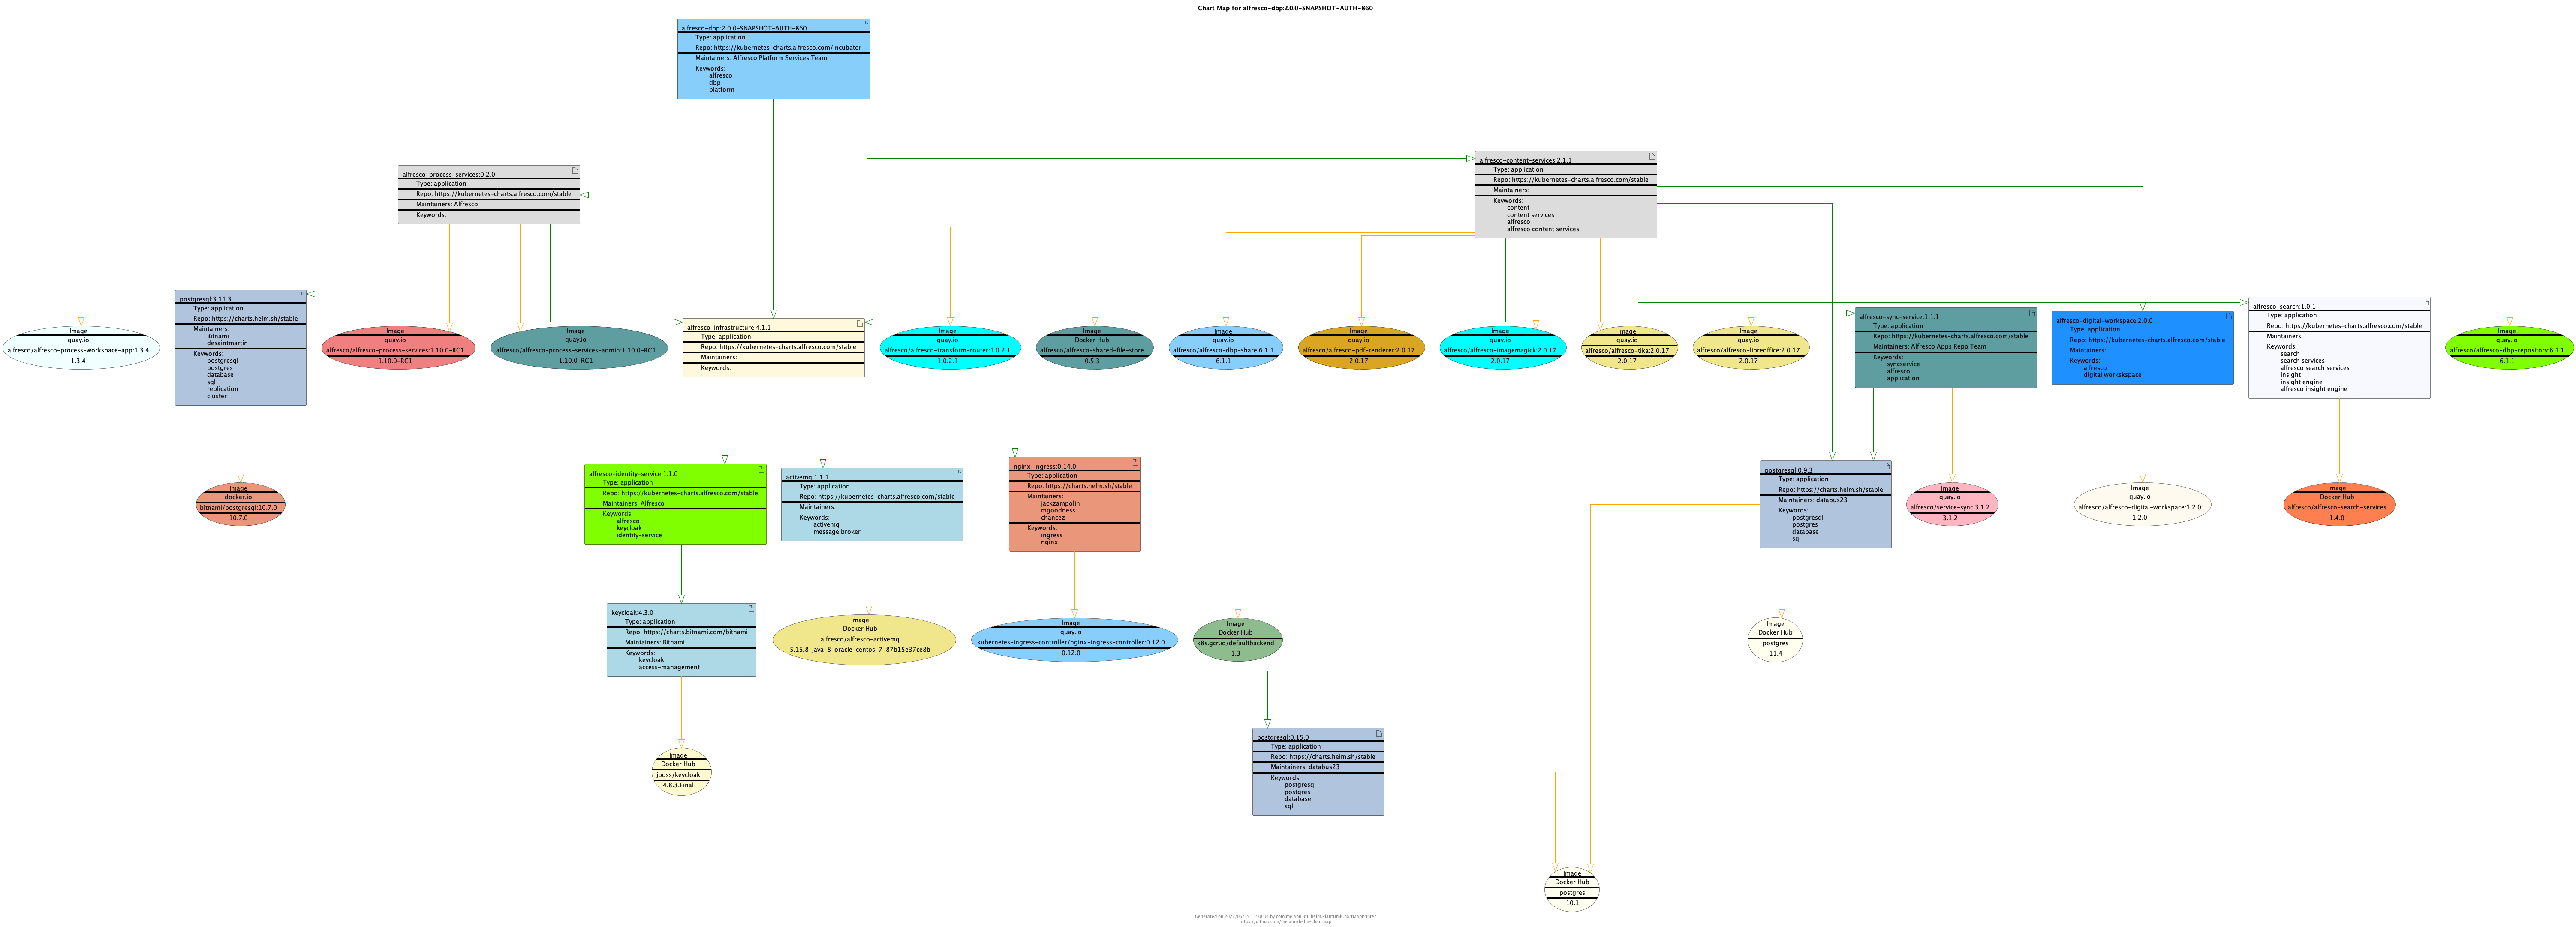 Chart Map for alfresco-dbp:2.0.0-SNAPSHOT-AUTH-860
alfresco-dbp:2.0.0-SNAPSHOT-AUTH-860
Type: application
Repo: https://kubernetes-charts.alfresco.com/incubator
Maintainers: Alfresco Platform Services Team
Keywords:
alfresco
dbp
platform
alfresco-process-services:0.2.0
Type: application
Repo: https://kubernetes-charts.alfresco.com/stable
Maintainers: Alfresco
Keywords:
alfresco-content-services:2.1.1
Type: application
Repo: https://kubernetes-charts.alfresco.com/stable
Maintainers:
Keywords:
content
content services
alfresco
alfresco content services
Image
quay.io
alfresco/alfresco-process-workspace-app:1.3.4
1.3.4
postgresql:3.11.3
Type: application
Repo: https://charts.helm.sh/stable
Maintainers:
Bitnami
desaintmartin
Keywords:
postgresql
postgres
database
sql
replication
cluster
Image
quay.io
alfresco/alfresco-process-services:1.10.0-RC1
1.10.0-RC1
Image
quay.io
alfresco/alfresco-process-services-admin:1.10.0-RC1
1.10.0-RC1
alfresco-infrastructure:4.1.1
Type: application
Repo: https://kubernetes-charts.alfresco.com/stable
Maintainers:
Keywords:
Image
quay.io
alfresco/alfresco-transform-router:1.0.2.1
1.0.2.1
Image
Docker Hub
alfresco/alfresco-shared-file-store
0.5.3
Image
quay.io
alfresco/alfresco-dbp-share:6.1.1
6.1.1
Image
quay.io
alfresco/alfresco-pdf-renderer:2.0.17
2.0.17
Image
quay.io
alfresco/alfresco-imagemagick:2.0.17
2.0.17
Image
quay.io
alfresco/alfresco-tika:2.0.17
2.0.17
Image
quay.io
alfresco/alfresco-libreoffice:2.0.17
2.0.17
alfresco-sync-service:1.1.1
Type: application
Repo: https://kubernetes-charts.alfresco.com/stable
Maintainers: Alfresco Apps Repo Team
Keywords:
syncservice
alfresco
application
alfresco-digital-workspace:2.0.0
Type: application
Repo: https://kubernetes-charts.alfresco.com/stable
Maintainers:
Keywords:
alfresco
digital workskspace
alfresco-search:1.0.1
Type: application
Repo: https://kubernetes-charts.alfresco.com/stable
Maintainers:
Keywords:
search
search services
alfresco search services
insight
insight engine
alfresco insight engine
Image
quay.io
alfresco/alfresco-dbp-repository:6.1.1
6.1.1
Image
docker.io
bitnami/postgresql:10.7.0
10.7.0
alfresco-identity-service:1.1.0
Type: application
Repo: https://kubernetes-charts.alfresco.com/stable
Maintainers: Alfresco
Keywords:
alfresco
keycloak
identity-service
activemq:1.1.1
Type: application
Repo: https://kubernetes-charts.alfresco.com/stable
Maintainers:
Keywords:
activemq
message broker
nginx-ingress:0.14.0
Type: application
Repo: https://charts.helm.sh/stable
Maintainers:
jackzampolin
mgoodness
chancez
Keywords:
ingress
nginx
postgresql:0.9.3
Type: application
Repo: https://charts.helm.sh/stable
Maintainers: databus23
Keywords:
postgresql
postgres
database
sql
Image
quay.io
alfresco/service-sync:3.1.2
3.1.2
Image
quay.io
alfresco/alfresco-digital-workspace:1.2.0
1.2.0
Image
Docker Hub
alfresco/alfresco-search-services
1.4.0
keycloak:4.3.0
Type: application
Repo: https://charts.bitnami.com/bitnami
Maintainers: Bitnami
Keywords:
keycloak
access-management
Image
Docker Hub
alfresco/alfresco-activemq
5.15.8-java-8-oracle-centos-7-87b15e37ce8b
Image
quay.io
kubernetes-ingress-controller/nginx-ingress-controller:0.12.0
0.12.0
Image
Docker Hub
k8s.gcr.io/defaultbackend
1.3
Image
Docker Hub
postgres
11.4
Image
Docker Hub
jboss/keycloak
4.8.3.Final
postgresql:0.15.0
Type: application
Repo: https://charts.helm.sh/stable
Maintainers: databus23
Keywords:
postgresql
postgres
database
sql
Image
Docker Hub
postgres
10.1
Generated on 2022/05/15 11:38:04 by com.melahn.util.helm.PlantUmlChartMapPrinter
https://github.com/melahn/helm-chartmap